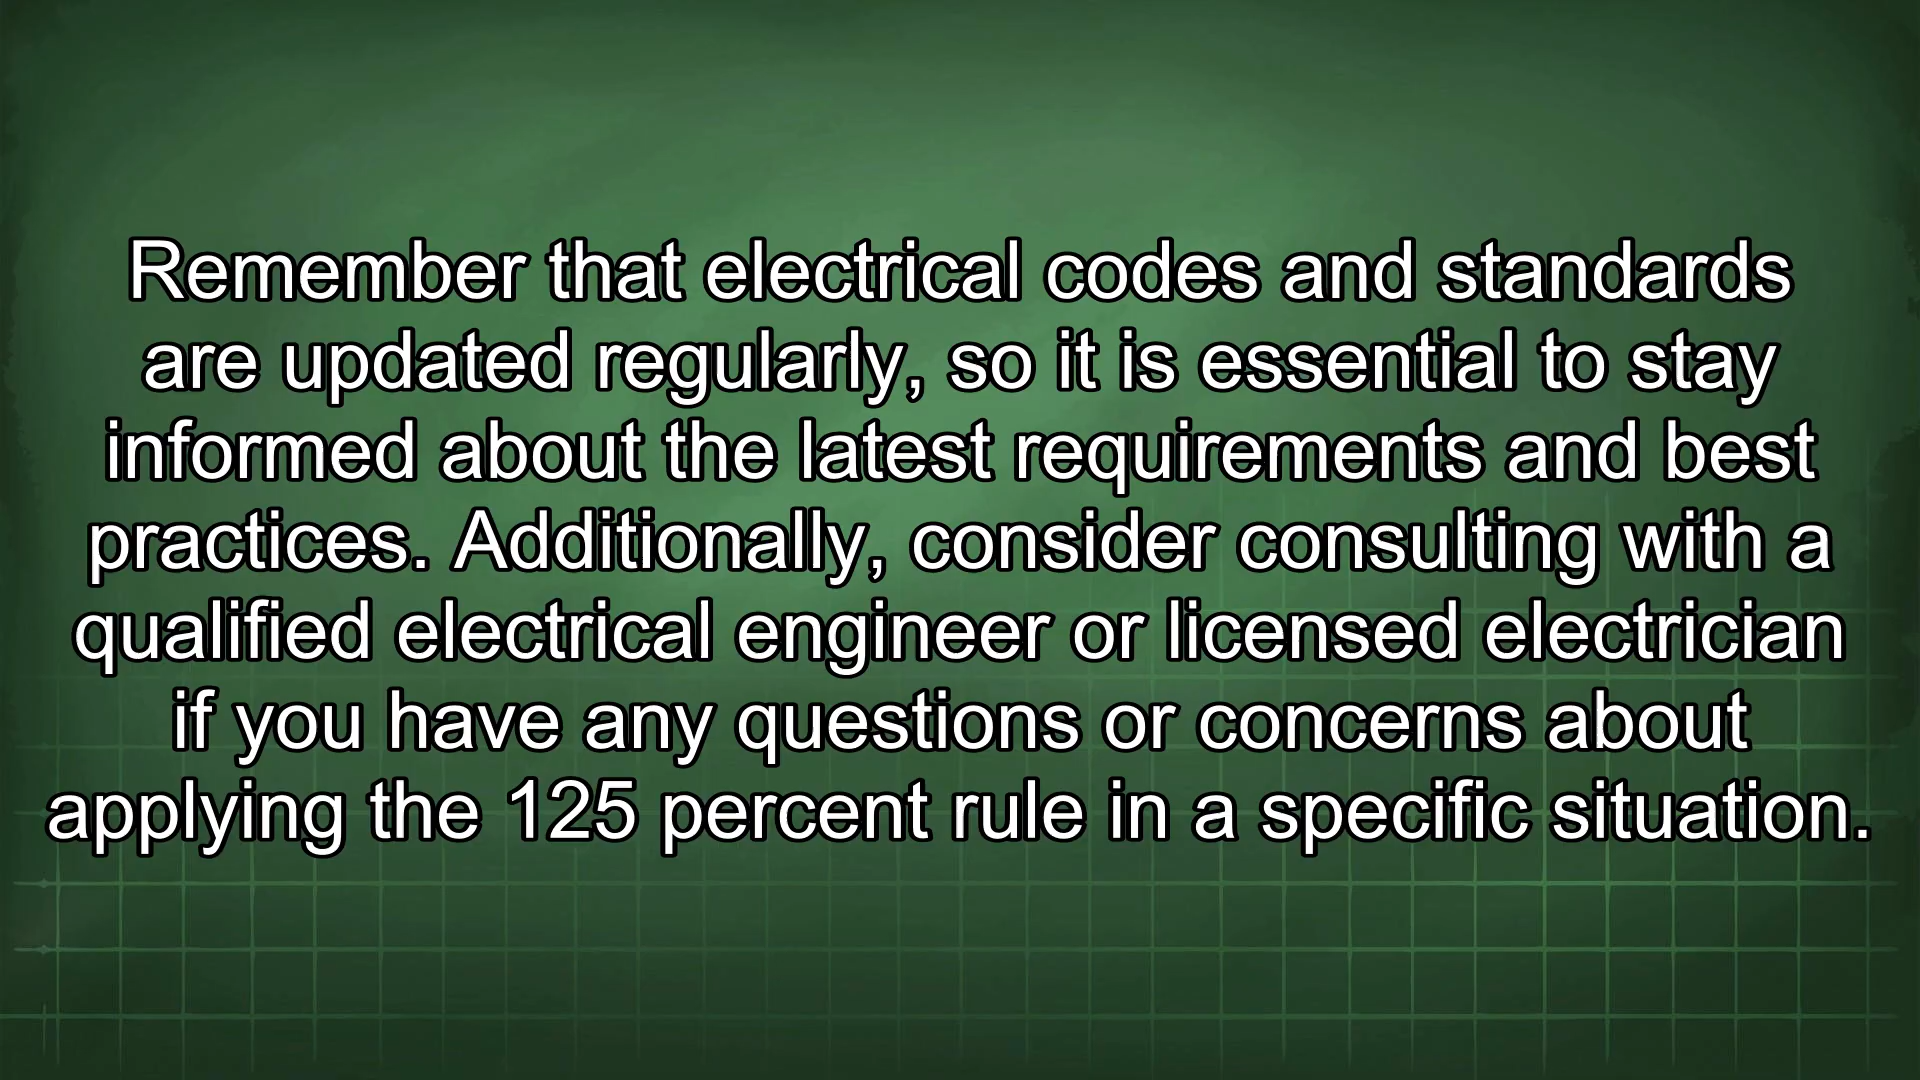 Remember that electrical codes and standards
are updated regularly, so it is essential to stay
informed about the latest requirements and best
practices. Additionally, consider consulting with a
qualified electrical engineer or licensed electrician
if you have any questions or concerns about
applying the 125 percent rule in a specific situation.